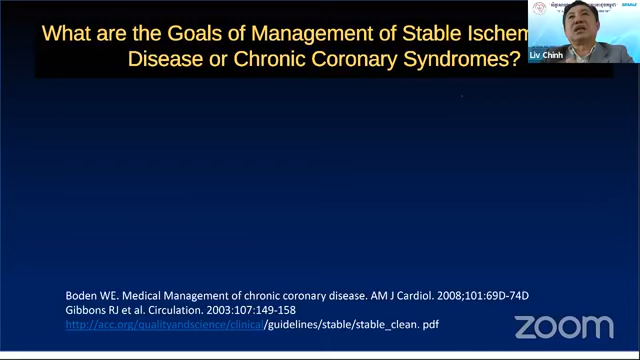 What are the Goals of Management of Stable Ischem
Disease or Chronic Coronary Syndromes?
Liv Chinh
Boden WE. Medical Management of chronic coronary disease. AM J Cardiol. 2008;101:69D-74D
Gibbons RJ et al. Circulation. 2003:107:149-158
http://acc.org/qualityandscience/clinical/guidelines/stable/stable_clean. pdf
zoom